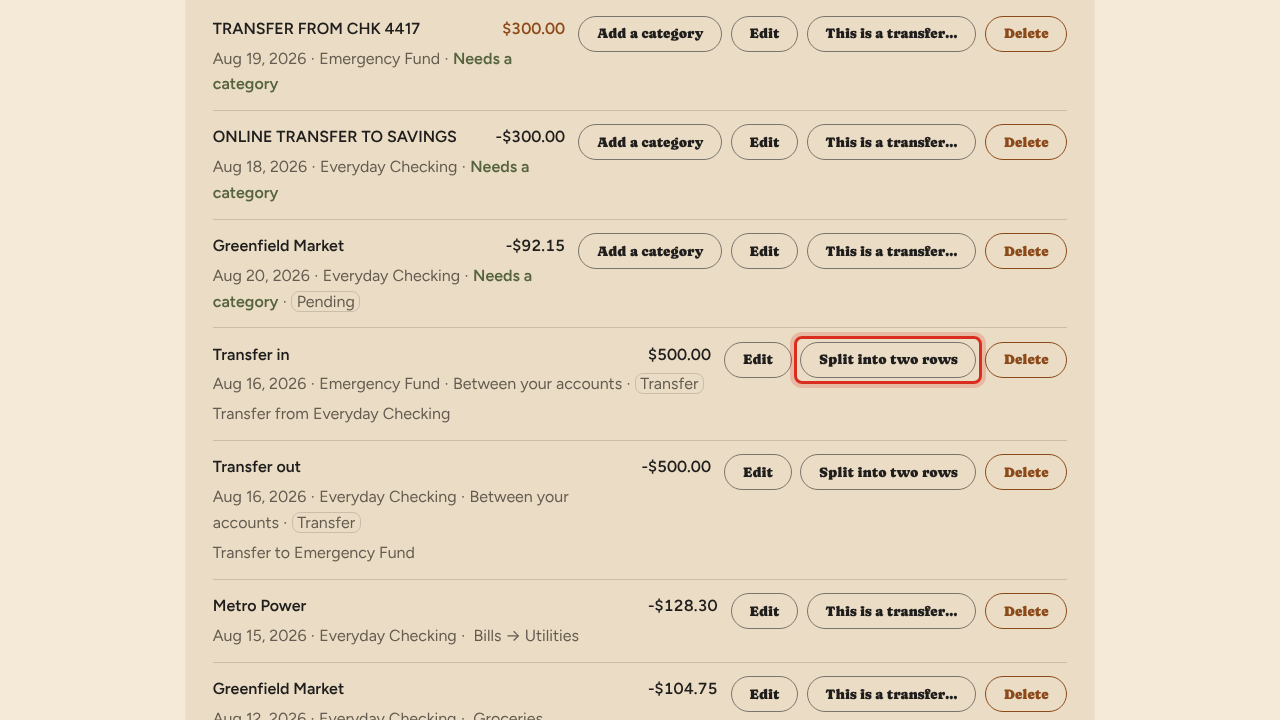 TRANSFER FROM CHK 4417 $300.00 Add a category Edit This is a transfer... Delete
Aug 19, 2026 · Emergency Fund · Needs a
category
ONLINE TRANSFER TO SAVINGS -$300.00 Add a category Edit This is a transfer... Delete
Aug 18, 2026 · Everyday Checking · Needs a
category
Greenfield Market -$92.15 Add a category Edit This is a transfer... Delete
Aug 20, 2026 · Everyday Checking · Needs a
category · Pending
Transfer in $500.00 Edit Split into two rows Delete
Aug 16, 2026 · Emergency Fund · Between your accounts · Transfer
Transfer from Everyday Checking
Transfer out -$500.00 Edit Split into two rows Delete
Aug 16, 2026 · Everyday Checking · Between your
accounts · Transfer
Transfer to Emergency Fund
Metro Power -$128.30 Edit This is a transfer... Delete
Aug 15, 2026 · Everyday Checking · Bills → Utilities
Greenfield Market -$104.75 Edit This is a transfer... Delete
Aug 12, 2026 · Everyday Checking · Groceries